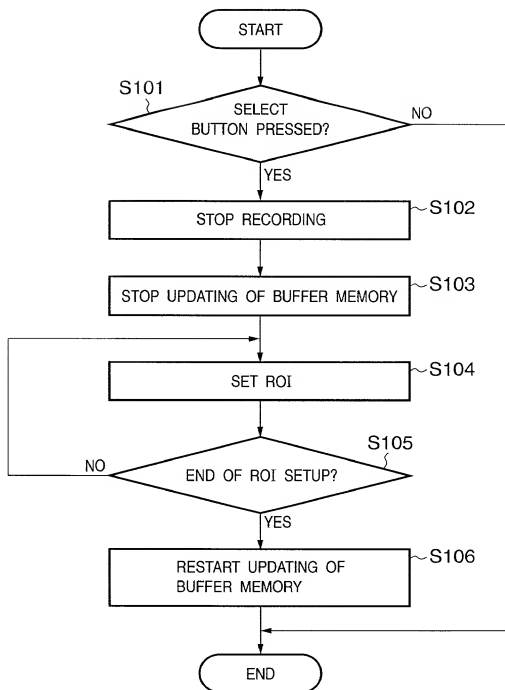 START
S101
SELECT
BUTTON PRESSED?
NO
YES
STOP RECORDING
S102
STOP UPDATING OF BUFFER MEMORY
S103
SET ROI
S104
S105
END OF ROI SETUP?
NO
YES
RESTART UPDATING OF
BUFFER MEMORY
S106
END